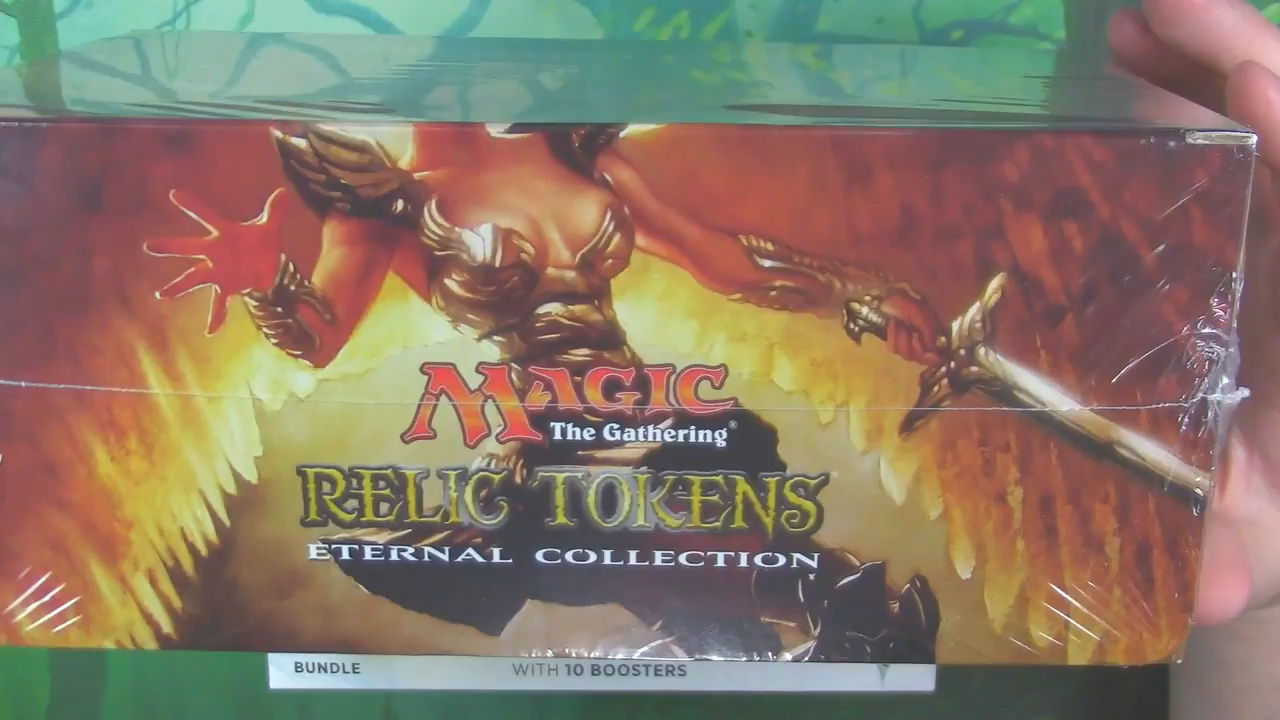 MAGIC
The Gathering®
RELIC TOKENS
ETERNAL COLLECTION
BUNDLE WITH 10 BOOSTERS